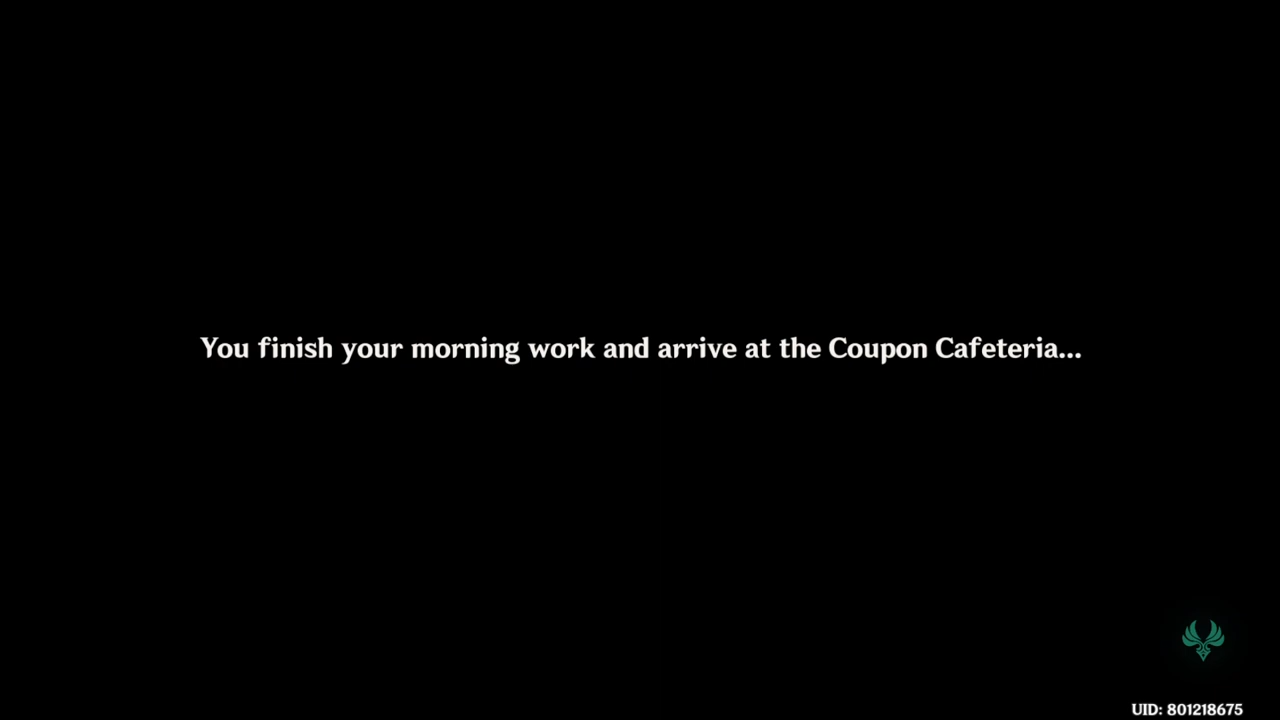 You finish your morning work and arrive at the Coupon Cafeteria...
UID: 801218675